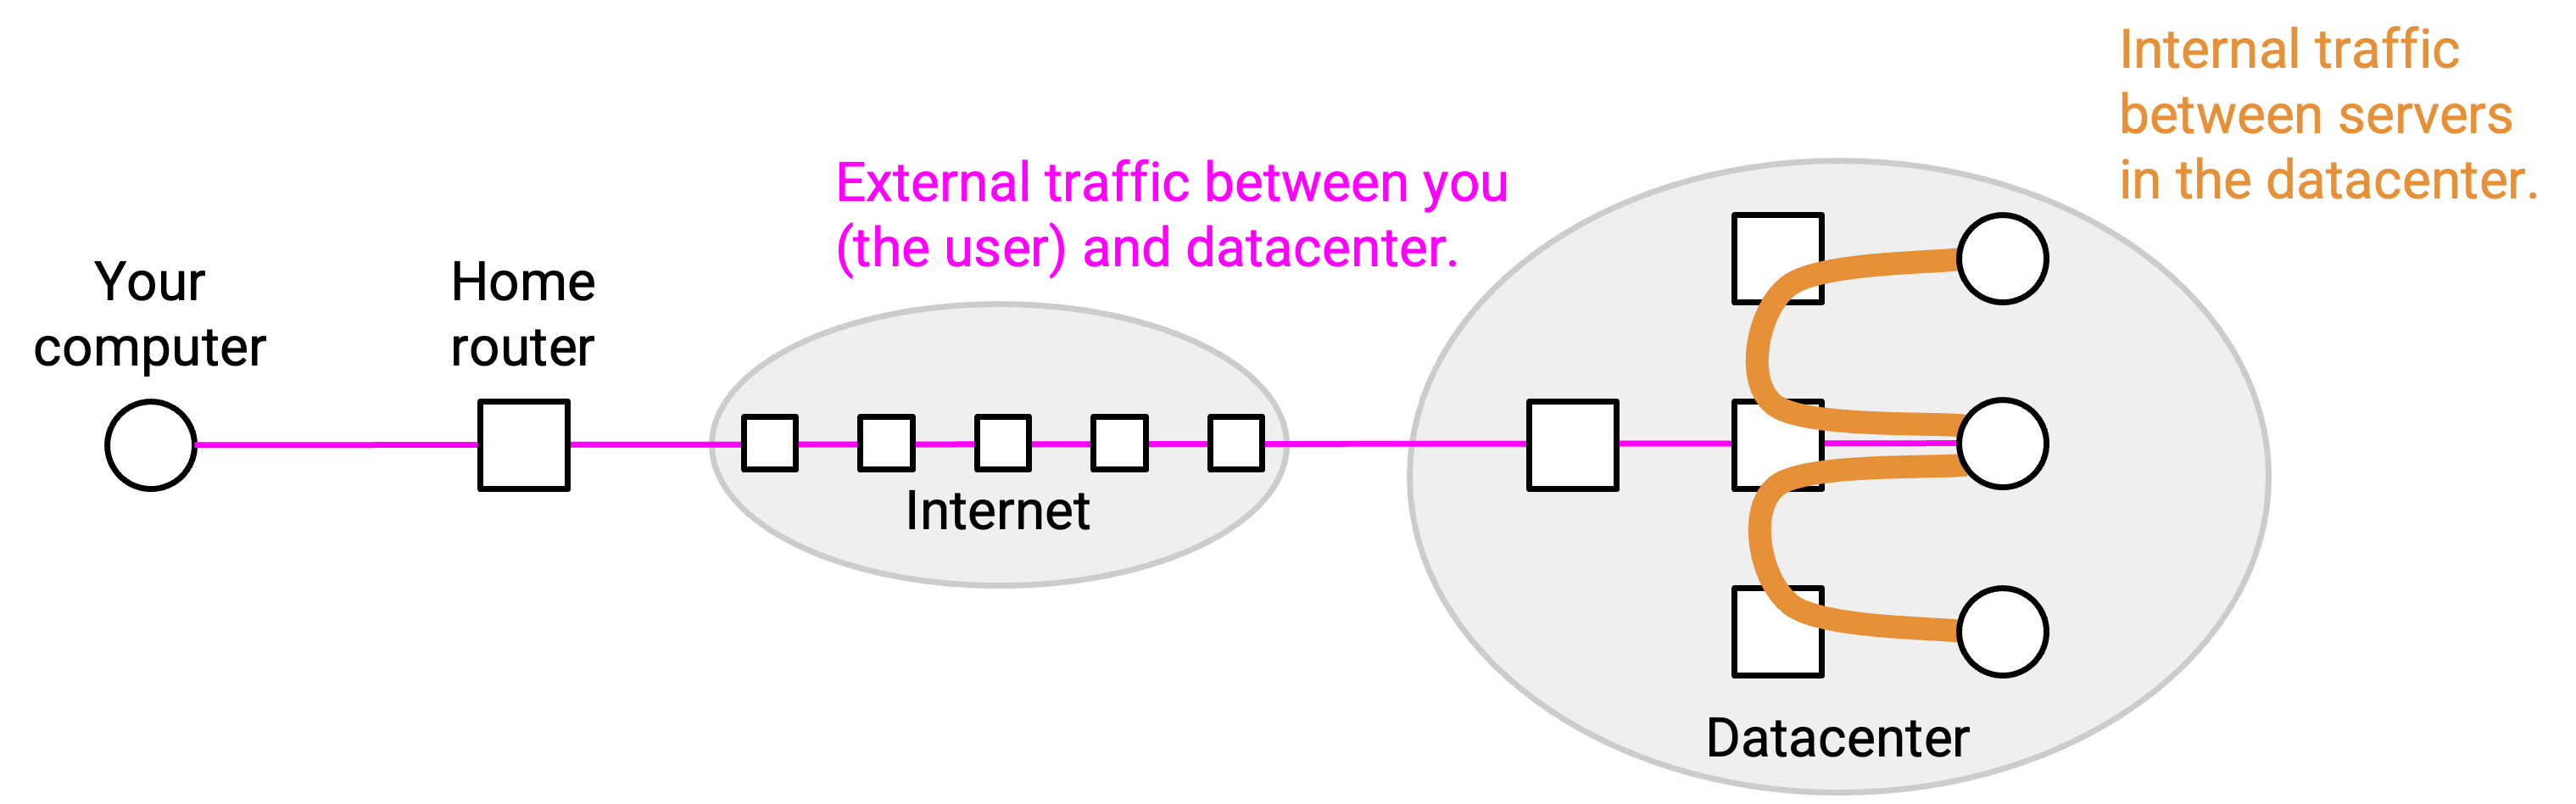 Internal traffic
between servers
in the datacenter.
External traffic between you
(the user) and datacenter.
Your
computer
Home
router
Internet
Datacenter